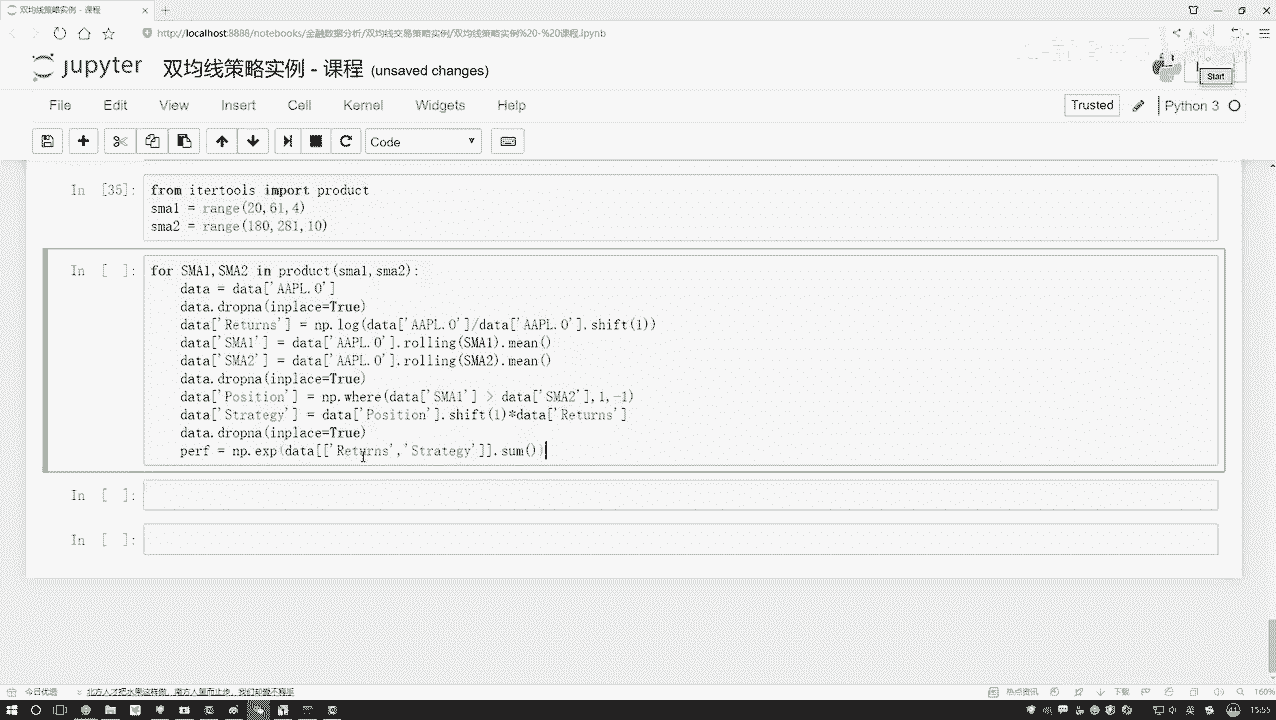 双均线策略实例 - 课程
http://localhost:8888/notebooks/金融数据分析/双均线交易策略实例/双均线策略实例%20-%20课程.ipynb
jupyter 双均线策略实例 - 课程 (unsaved changes)
Start
File Edit View Insert Cell Kernel Widgets Help
Trusted Python 3
Code
In [35]:
from itertools import product
sma1 = range(20,61,4)
sma2 = range(180,281,10)
In [ ]:
for SMA1,SMA2 in product(sma1,sma2):
data = data['AAPL.O']
data.dropna(inplace=True)
data['Returns'] = np.log(data['AAPL.O']/data['AAPL.O'].shift(1))
data['SMA1'] = data['AAPL.O'].rolling(SMA1).mean()
data['SMA2'] = data['AAPL.O'].rolling(SMA2).mean()
data.dropna(inplace=True)
data['Position'] = np.where(data['SMA1'] > data['SMA2'],1,-1)
data['Strategy'] = data['Position'].shift(1)*data['Returns']
data.dropna(inplace=True)
perf = np.exp(data[['Returns','Strategy']].sum())
In [ ]:
In [ ]:
今日优选
热点资讯 下载 160%
15:55